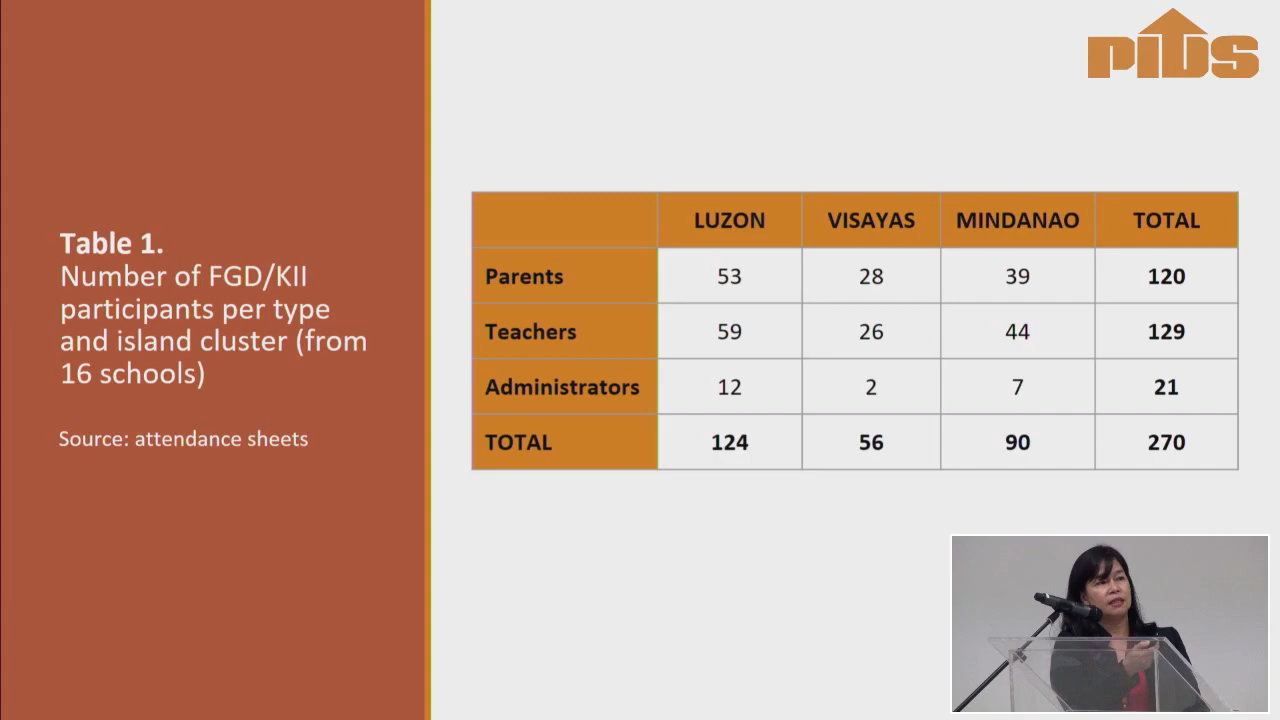 PIDS
Table 1.
Number of FGD/KII
participants per type
and island cluster (from
16 schools)
Source: attendance sheets
LUZON VISAYAS MINDANAO TOTAL
Parents 53 28 39 120
Teachers 59 26 44 129
Administrators 12 2 7 21
TOTAL 124 56 90 270